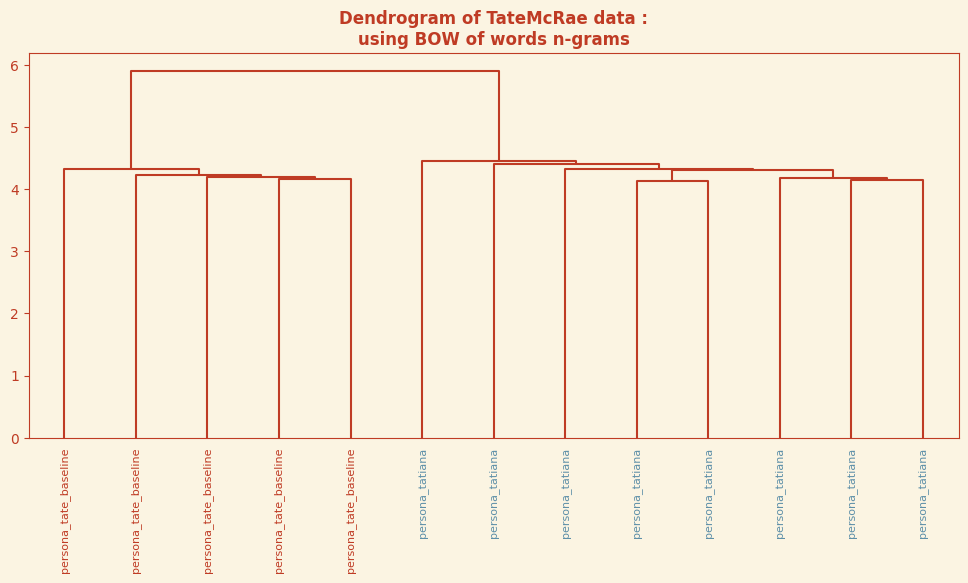 Dendrogram of TateMcRae data :
using BOW of words n-grams
6
5
4
3
2
1
0
persona_tate_baseline
persona_tate_baseline
persona_tate_baseline
persona_tate_baseline
persona_tate_baseline
persona_tatiana
persona_tatiana
persona_tatiana
persona_tatiana
persona_tatiana
persona_tatiana
persona_tatiana
persona_tatiana